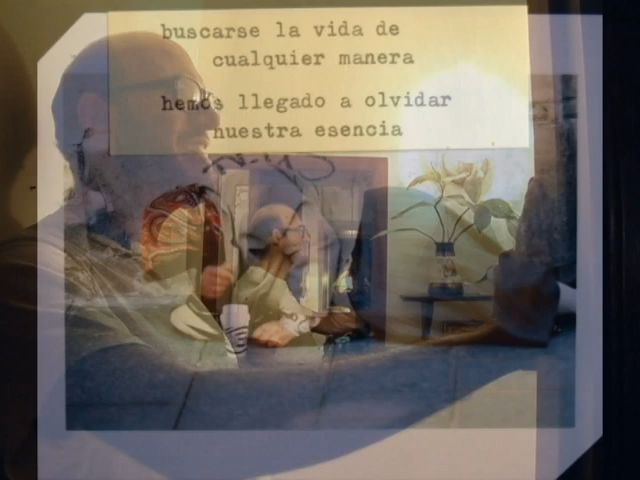 buscarse la vida de
cualquier manera
hemos llegado a olvidar
nuestra esencia